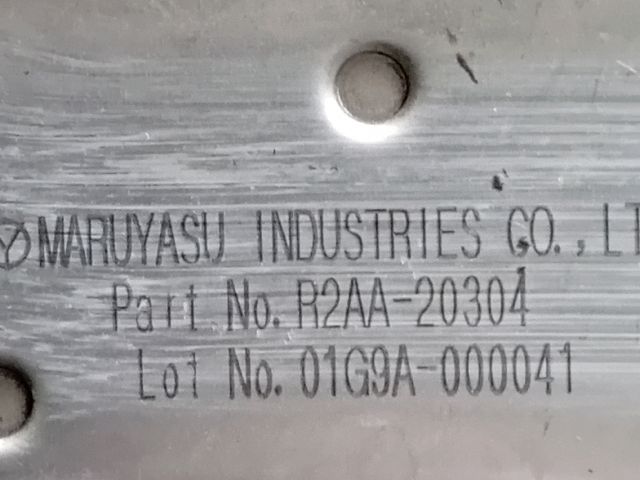 MARUYASU INDUSTRIES CO., LT
Part No. R2AA-20304
Lot No. 01G9A-000041